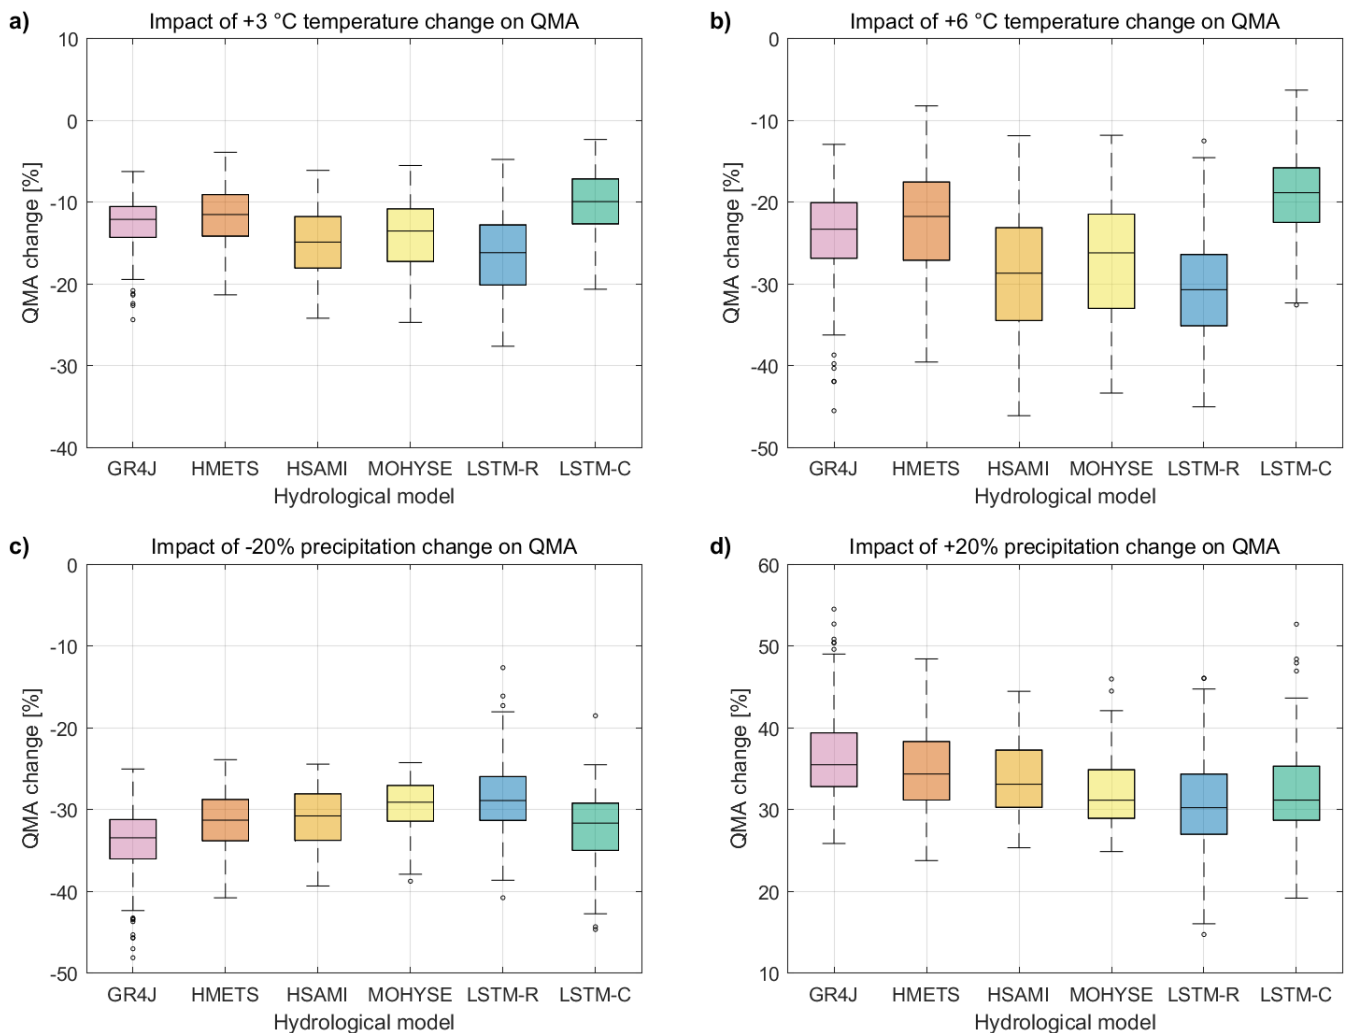 a)
Impact of +3 °C temperature change on QMA
10
0
-10
-20
-30
-40
QMA change [%]
GR4J HMETS HSAMI MOHYSE LSTM-R LSTM-C
Hydrological model
b)
Impact of +6 °C temperature change on QMA
0
-10
-20
-30
-40
-50
QMA change [%]
GR4J HMETS HSAMI MOHYSE LSTM-R LSTM-C
Hydrological model
c)
Impact of -20% precipitation change on QMA
0
-10
-20
-30
-40
-50
QMA change [%]
GR4J HMETS HSAMI MOHYSE LSTM-R LSTM-C
Hydrological model
d)
Impact of +20% precipitation change on QMA
60
50
40
30
20
10
QMA change [%]
GR4J HMETS HSAMI MOHYSE LSTM-R LSTM-C
Hydrological model